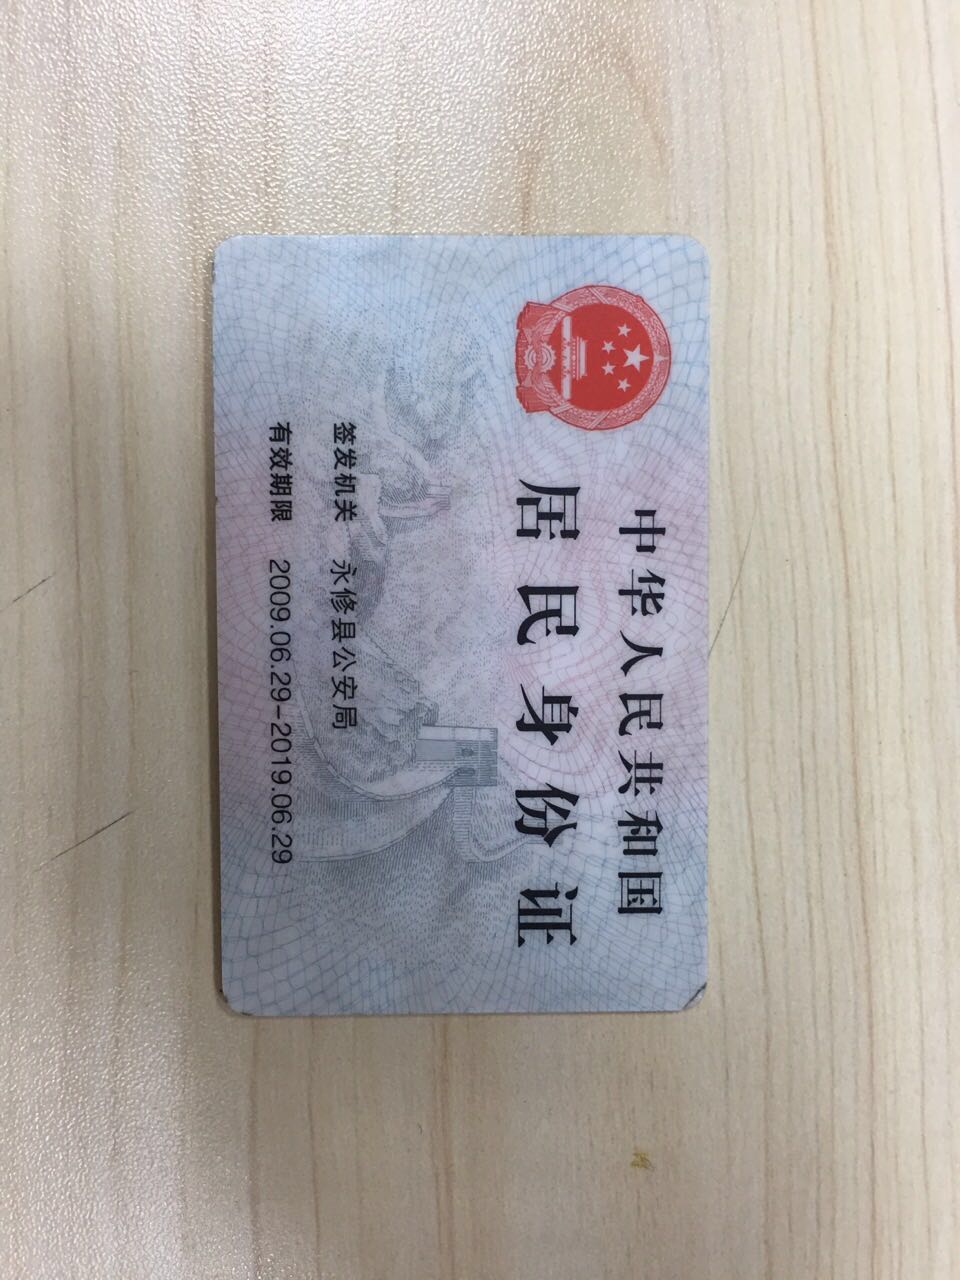 中华人民共和国
居民身份证
签发机关 永修县公安局
有效期限 2009.06.29-2019.06.29